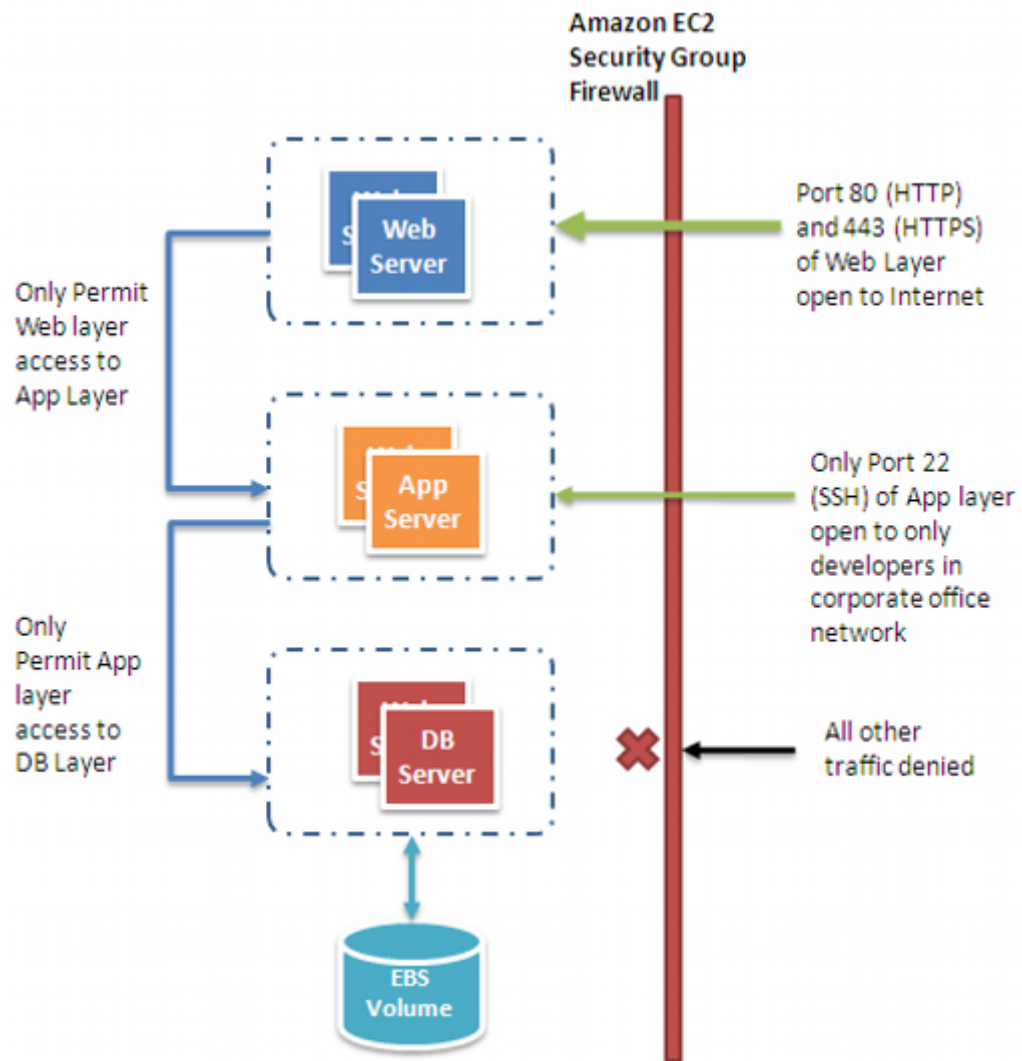 Amazon EC2
Security Group
Firewall
Web
Server
Port 80 (HTTP)
and 443 (HTTPS)
of Web Layer
open to Internet
Only Permit
Web layer
access to
App Layer
App
Server
Only Port 22
(SSH) of App layer
open to only
developers in
corporate office
network
Only
Permit App
layer
access to
DB Layer
DB
Server
All other
traffic denied
EBS
Volume